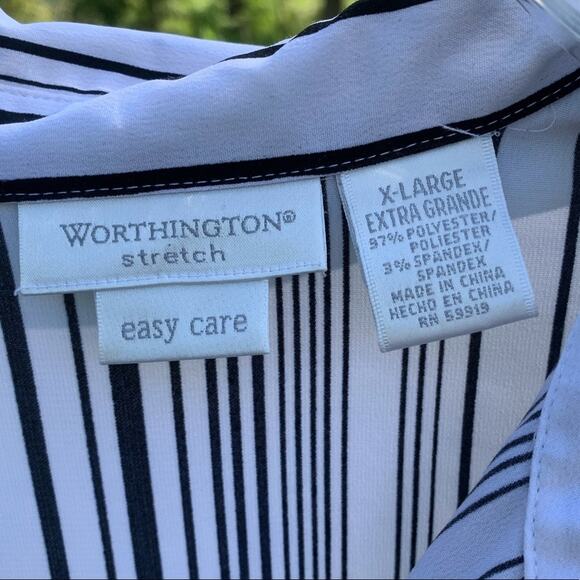 WORTHINGTON®
stretch
easy care
X-LARGE
EXTRA GRANDE
97% POLYESTER/
POLIESTER
3% SPANDEX/
SPANDEX
MADE IN CHINA
HECHO EN CHINA
RN 59919